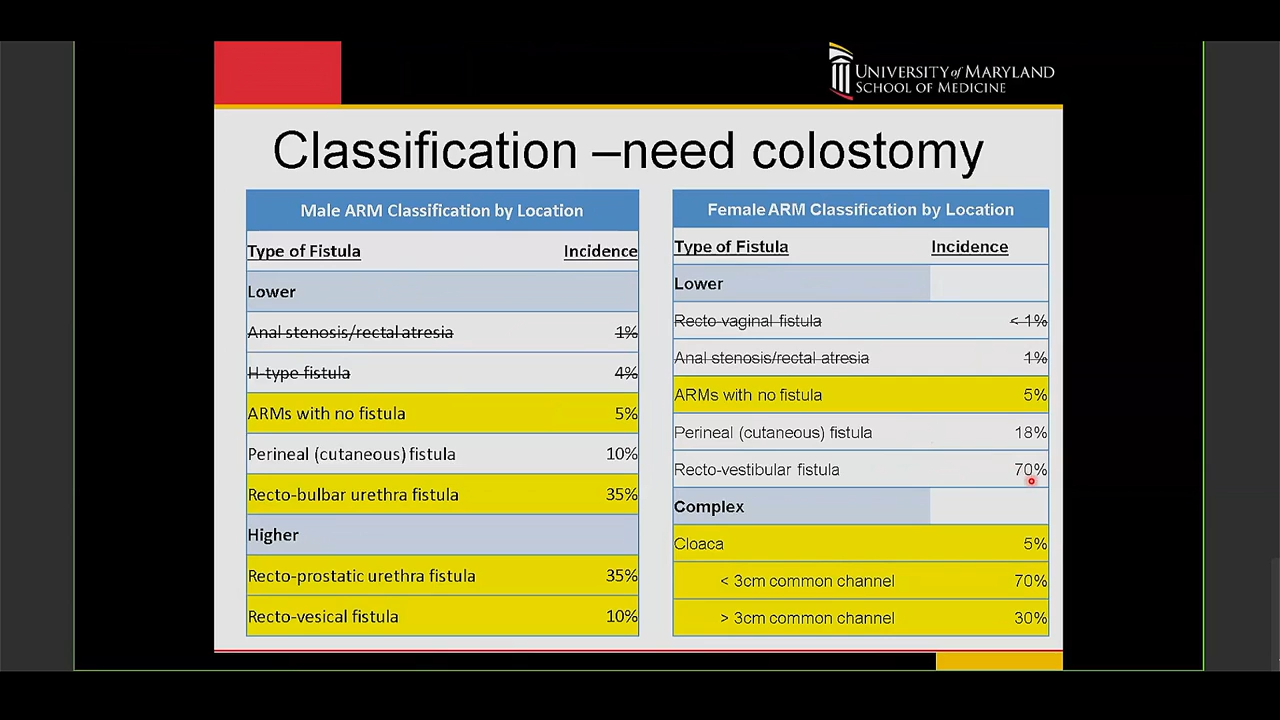 UNIVERSITY of MARYLAND
SCHOOL OF MEDICINE
Classification –need colostomy
Male ARM Classification by Location
Type of Fistula Incidence
Lower
Anal stenosis/rectal atresia 1%
H-type fistula 4%
ARMs with no fistula 5%
Perineal (cutaneous) fistula 10%
Recto-bulbar urethra fistula 35%
Higher
Recto-prostatic urethra fistula 35%
Recto-vesical fistula 10%
Female ARM Classification by Location
Type of Fistula Incidence
Lower
Recto-vaginal fistula < 1%
Anal stenosis/rectal atresia 1%
ARMs with no fistula 5%
Perineal (cutaneous) fistula 18%
Recto-vestibular fistula 70%
Complex
Cloaca 5%
< 3cm common channel 70%
> 3cm common channel 30%